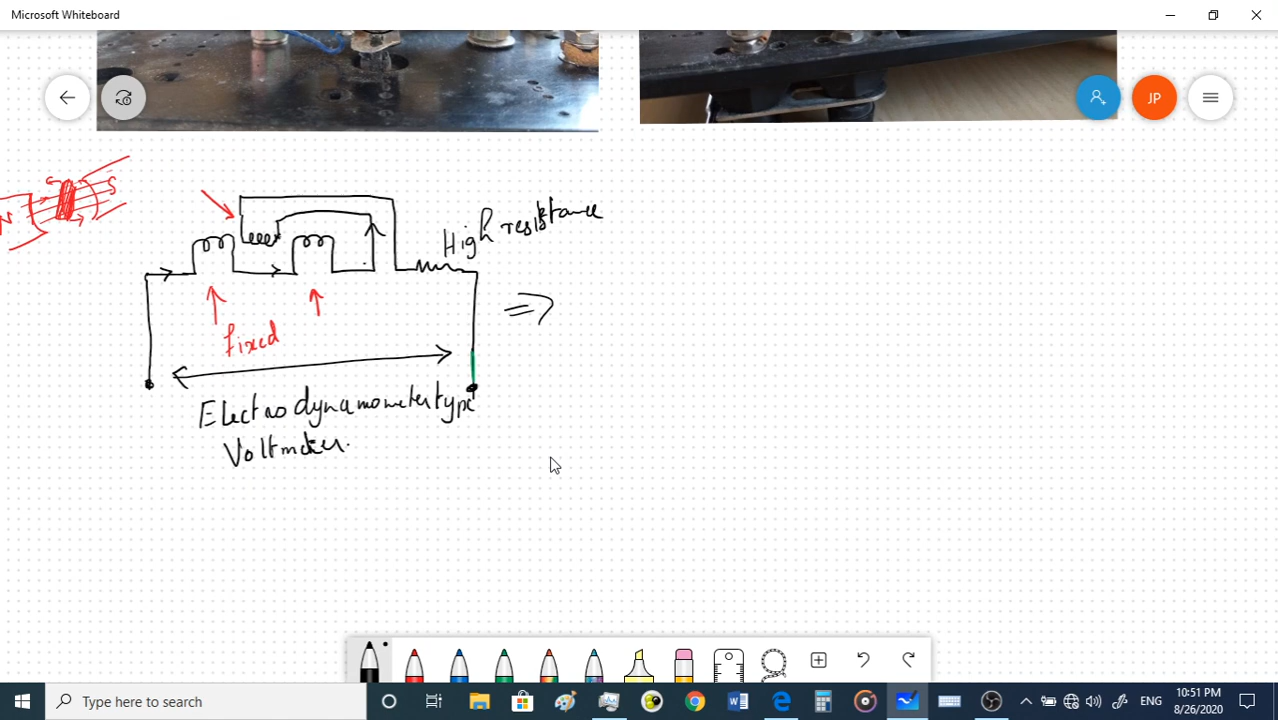 Microsoft Whiteboard
JP
N
S
High resistance
fixed
Electrodynamometer type
Voltmeter.
Type here to search
ENG
10:51 PM
8/26/2020